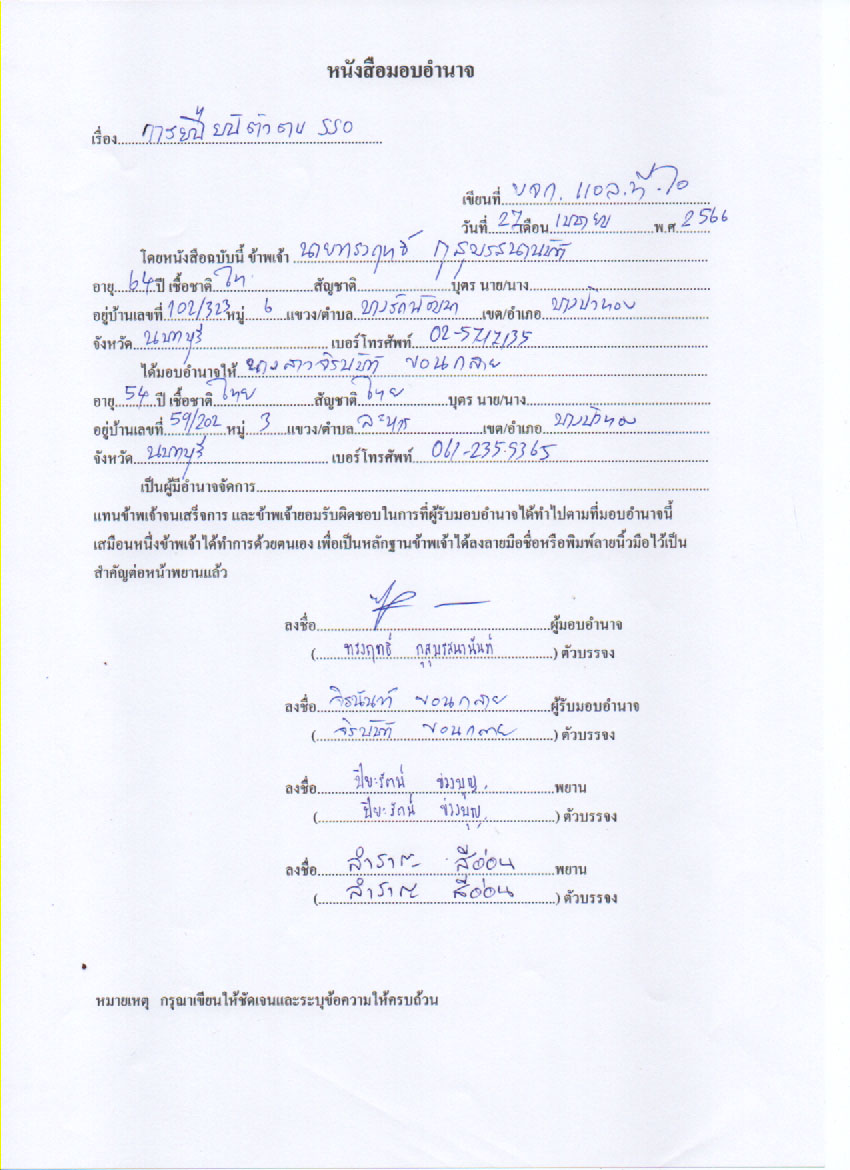 หนังสือมอบอำนาจ
เรื่อง การยืนยันตัวตน SSO
เขียนที่ บจก. แอล.ที.ไอ
วันที่ 27 เดือน เมษายน พ.ศ. 2566
โดยหนังสือฉบับนี้ ข้าพเจ้า นายทรงฤทธิ์ กุสุมรสนานันท์
อายุ 64 ปี เชื้อชาติ ไทย สัญชาติ บุตร นาย/นาง
อยู่บ้านเลขที่ 102/323 หมู่ 6 แขวง/ตำบล บางรักพัฒนา เขต/อำเภอ บางบัวทอง
จังหวัด นนทบุรี เบอร์โทรศัพท์ 02-5717135
ได้มอบอำนาจให้ นางสาวจิรนันท์ ขอนกลาย
อายุ 54 ปี เชื้อชาติ ไทย สัญชาติ ไทย บุตร นาย/นาง
อยู่บ้านเลขที่ 59/202 หมู่ 3 แขวง/ตำบล ละหาร เขต/อำเภอ บางบัวทอง
จังหวัด นนทบุรี เบอร์โทรศัพท์ 061-235-5365
เป็นผู้มีอำนาจจัดการ
แทนข้าพเจ้าจนเสร็จการ และข้าพเจ้ายอมรับผิดชอบในการที่ผู้รับมอบอำนาจได้ทำไปตามที่มอบอำนาจนี้
เสมือนหนึ่งข้าพเจ้าได้ทำการด้วยตนเอง เพื่อเป็นหลักฐานข้าพเจ้าได้ลงลายมือชื่อหรือพิมพ์ลายนิ้วมือไว้เป็น
สำคัญต่อหน้าพยานแล้ว
ลงชื่อ ผู้มอบอำนาจ
( ทรงฤทธิ์ กุสุมรสนานันท์ ) ตัวบรรจง
ลงชื่อ จิรนันท์ ขอนกลาย ผู้รับมอบอำนาจ
( จิรนันท์ ขอนกลาย ) ตัวบรรจง
ลงชื่อ ปิยะรัตน์ ช่วงบุญ พยาน
( ปิยะรัตน์ ช่วงบุญ ) ตัวบรรจง
ลงชื่อ สำราญ สีอ่อน พยาน
( สำราญ สีอ่อน ) ตัวบรรจง
หมายเหตุ กรุณาเขียนให้ชัดเจนและระบุข้อความให้ครบถ้วน